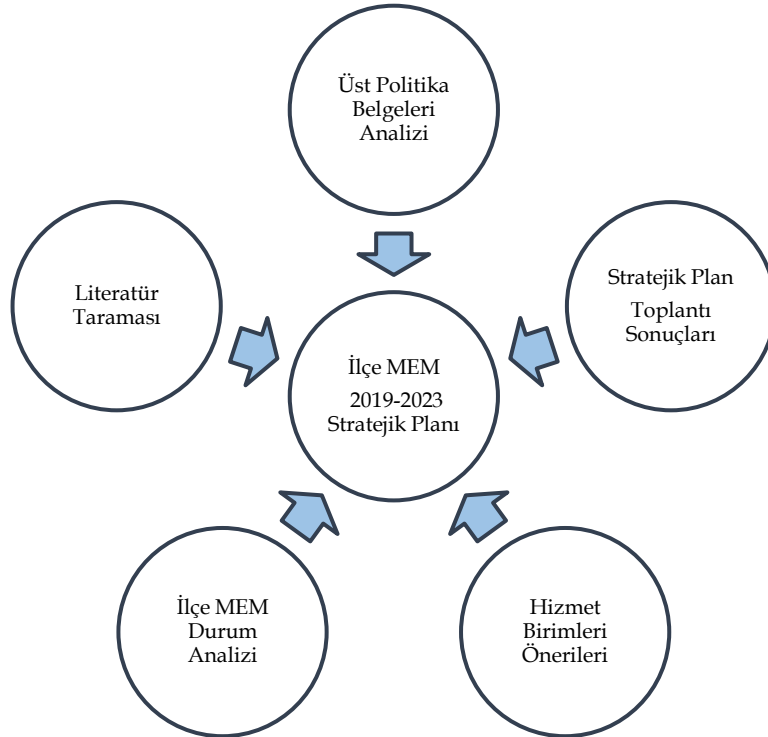 Üst Politika
Belgeleri
Analizi
Literatür
Taraması
Stratejik Plan
Toplantı
Sonuçları
İlçe MEM
2019-2023
Stratejik Planı
İlçe MEM
Durum
Analizi
Hizmet
Birimleri
Önerileri